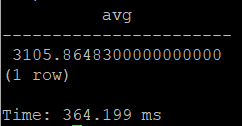 avg
-----------------------
3105.8648300000000000
(1 row)
Time: 364.199 ms